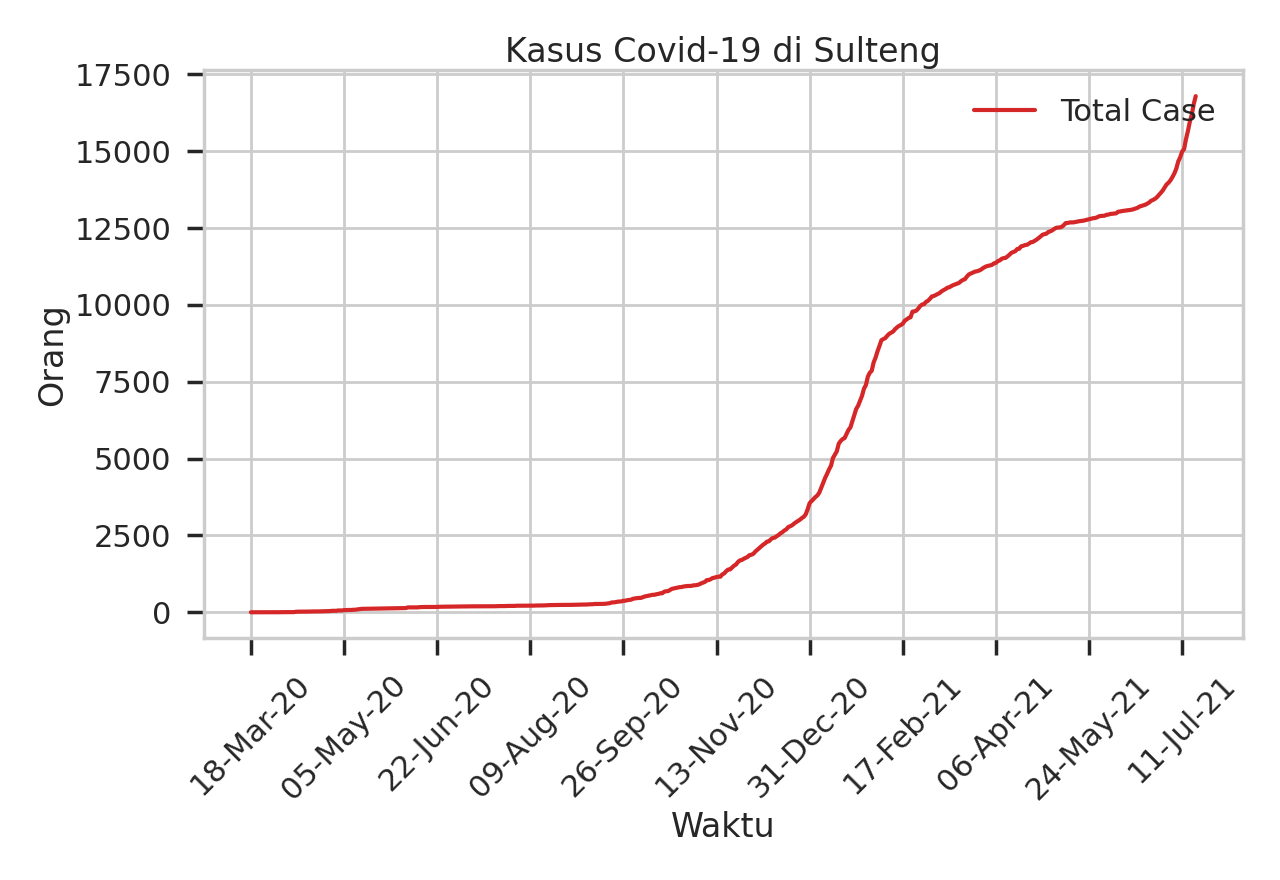 Kasus Covid-19 di Sulteng
Total Case
17500
15000
12500
10000
7500
5000
2500
0
Orang
18-Mar-20
05-May-20
22-Jun-20
09-Aug-20
26-Sep-20
13-Nov-20
31-Dec-20
17-Feb-21
06-Apr-21
24-May-21
11-Jul-21
Waktu